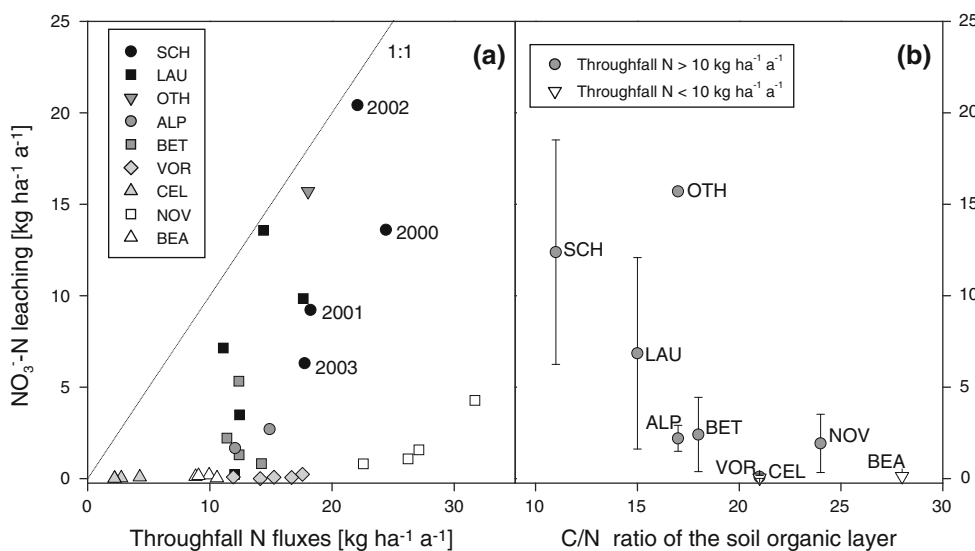 25
20
15
10
5
0
NO₃⁻-N leaching [kg ha⁻¹ a⁻¹]
SCH
LAU
OTH
ALP
BET
VOR
CEL
NOV
BEA
1:1
(a)
2002
2000
2001
2003
0
10
20
30
Throughfall N fluxes [kg ha⁻¹ a⁻¹]
Throughfall N > 10 kg ha⁻¹ a⁻¹
Throughfall N < 10 kg ha⁻¹ a⁻¹
(b)
OTH
SCH
LAU
ALP
BET
NOV
VOR
CEL
BEA
25
20
15
10
5
0
10
15
20
25
30
C/N ratio of the soil organic layer